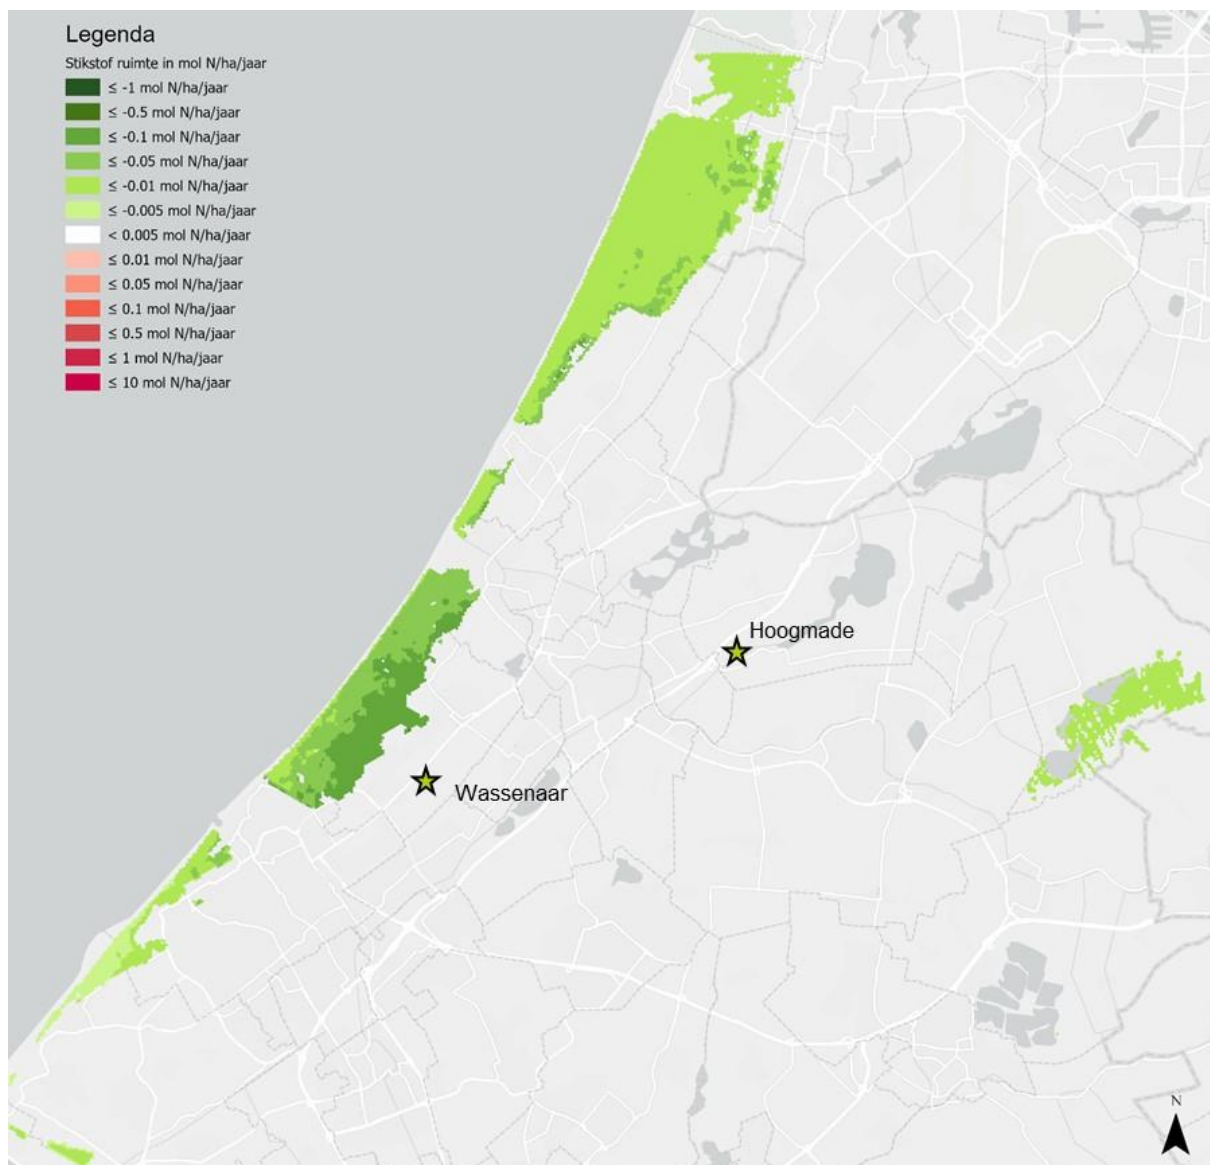 Legenda
Stikstof ruimte in mol N/ha/jaar
≤ -1 mol N/ha/jaar
≤ -0.5 mol N/ha/jaar
≤ -0.1 mol N/ha/jaar
≤ -0.05 mol N/ha/jaar
≤ -0.01 mol N/ha/jaar
≤ -0.005 mol N/ha/jaar
< 0.005 mol N/ha/jaar
≤ 0.01 mol N/ha/jaar
≤ 0.05 mol N/ha/jaar
≤ 0.1 mol N/ha/jaar
≤ 0.5 mol N/ha/jaar
≤ 1 mol N/ha/jaar
≤ 10 mol N/ha/jaar
Hoogmade
Wassenaar
N